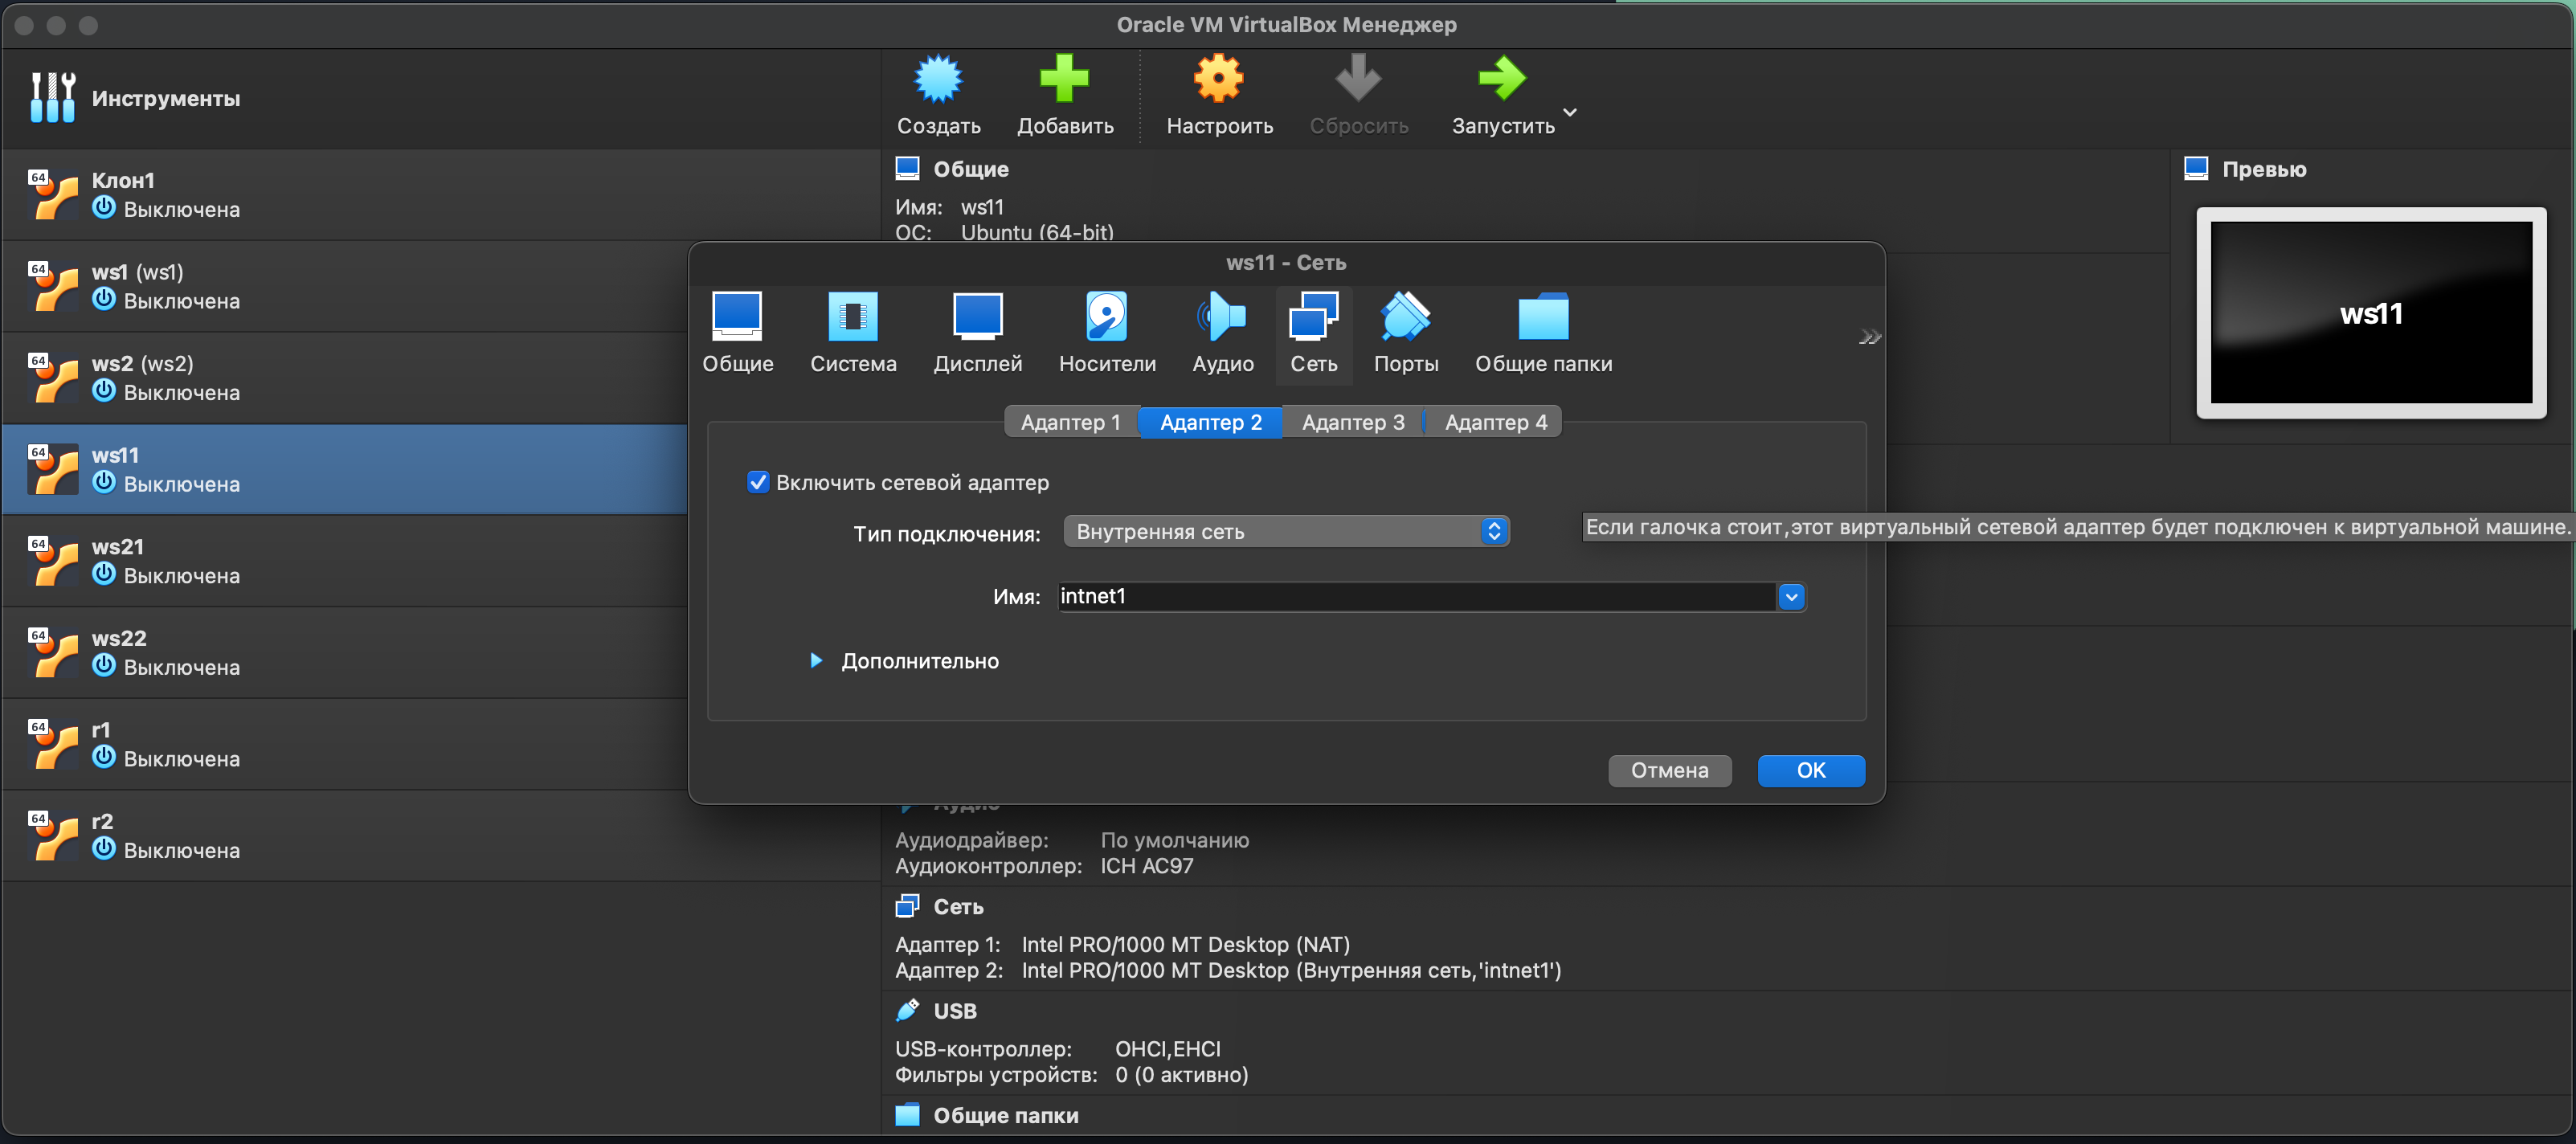 Oracle VM VirtualBox Менеджер
Инструменты
Создать
Добавить
Настроить
Сбросить
Запустить
64
Клон1
Выключена
64
ws1 (ws1)
Выключена
64
ws2 (ws2)
Выключена
64
ws11
Выключена
64
ws21
Выключена
64
ws22
Выключена
64
r1
Выключена
64
r2
Выключена
Общие
Имя: ws11
ОС: Ubuntu (64-bit)
Превью
ws11
ws11 - Сеть
Общие
Система
Дисплей
Носители
Аудио
Сеть
Порты
Общие папки
Адаптер 1
Адаптер 2
Адаптер 3
Адаптер 4
Включить сетевой адаптер
Тип подключения: Внутренняя сеть
Если галочка стоит,этот виртуальный сетевой адаптер будет подключен к виртуальной машине.
Имя: intnet1
Дополнительно
Отмена
OK
Аудио
Аудиодрайвер: По умолчанию
Аудиоконтроллер: ICH AC97
Сеть
Адаптер 1: Intel PRO/1000 MT Desktop (NAT)
Адаптер 2: Intel PRO/1000 MT Desktop (Внутренняя сеть,'intnet1')
USB
USB-контроллер: OHCI,EHCI
Фильтры устройств: 0 (0 активно)
Общие папки